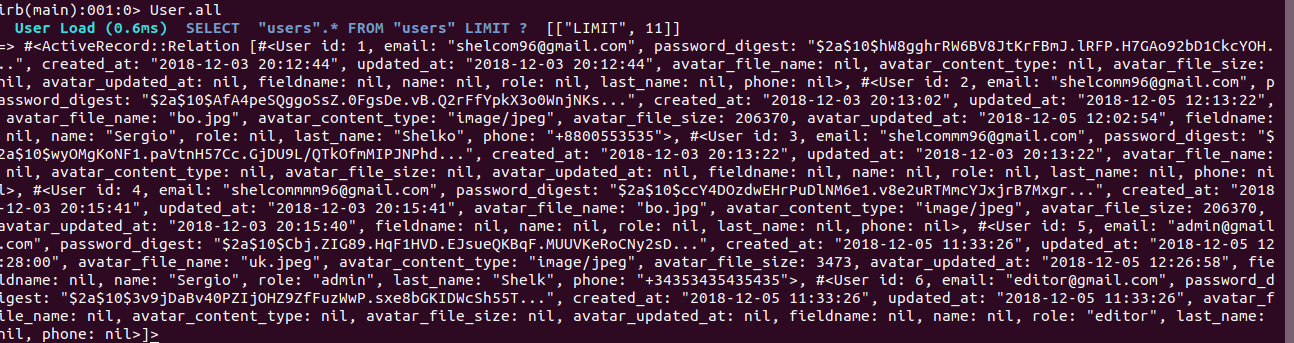 irb(main):001:0> User.all
User Load (0.6ms)  SELECT  "users".* FROM "users" LIMIT ?  [["LIMIT", 11]]
=> #<ActiveRecord::Relation [#<User id: 1, email: "shelcom96@gmail.com", password_digest: "$2a$10$hW8gghrRW6BV8JtKrFBmJ.lRFP.H7GAo92bD1CkcYOH.
..", created_at: "2018-12-03 20:12:44", updated_at: "2018-12-03 20:12:44", avatar_file_name: nil, avatar_content_type: nil, avatar_file_size:
nil, avatar_updated_at: nil, fieldname: nil, name: nil, role: nil, last_name: nil, phone: nil>, #<User id: 2, email: "shelcomm96@gmail.com", p
assword_digest: "$2a$10$AfA4peSQggoSsZ.0FgsDe.vB.Q2rFfYpkX3o0WnjNKs...", created_at: "2018-12-03 20:13:02", updated_at: "2018-12-05 12:13:22",
avatar_file_name: "bo.jpg", avatar_content_type: "image/jpeg", avatar_file_size: 206370, avatar_updated_at: "2018-12-05 12:02:54", fieldname:
nil, name: "Sergio", role: nil, last_name: "Shelko", phone: "+8800553535">, #<User id: 3, email: "shelcommm96@gmail.com", password_digest: "$
2a$10$wyOMgKoNF1.paVtnH57Cc.GjDU9L/QTkOfmMIPJNPhd...", created_at: "2018-12-03 20:13:22", updated_at: "2018-12-03 20:13:22", avatar_file_name:
nil, avatar_content_type: nil, avatar_file_size: nil, avatar_updated_at: nil, fieldname: nil, name: nil, role: nil, last_name: nil, phone: ni
l>, #<User id: 4, email: "shelcommmm96@gmail.com", password_digest: "$2a$10$ccY4DOzdwEHrPuDlNM6e1.v8e2uRTMmcYJxjrB7Mxgr...", created_at: "2018
-12-03 20:15:41", updated_at: "2018-12-03 20:15:41", avatar_file_name: "bo.jpg", avatar_content_type: "image/jpeg", avatar_file_size: 206370,
avatar_updated_at: "2018-12-03 20:15:40", fieldname: nil, name: nil, role: nil, last_name: nil, phone: nil>, #<User id: 5, email: "admin@gmail
.com", password_digest: "$2a$10$Cbj.ZIG89.HqF1HVD.EJsueQKBqF.MUUVKeRoCNy2sD...", created_at: "2018-12-05 11:33:26", updated_at: "2018-12-05 12
:28:00", avatar_file_name: "uk.jpeg", avatar_content_type: "image/jpeg", avatar_file_size: 3473, avatar_updated_at: "2018-12-05 12:26:58", fie
ldname: nil, name: "Sergio", role: "admin", last_name: "Shelk", phone: "+34353435435435">, #<User id: 6, email: "editor@gmail.com", password_d
igest: "$2a$10$3v9jDaBv40PZIjOHZ9ZfFuzWwP.sxe8bGKIDWcSh55T...", created_at: "2018-12-05 11:33:26", updated_at: "2018-12-05 11:33:26", avatar_f
ile_name: nil, avatar_content_type: nil, avatar_file_size: nil, avatar_updated_at: nil, fieldname: nil, name: nil, role: "editor", last_name:
nil, phone: nil>]>